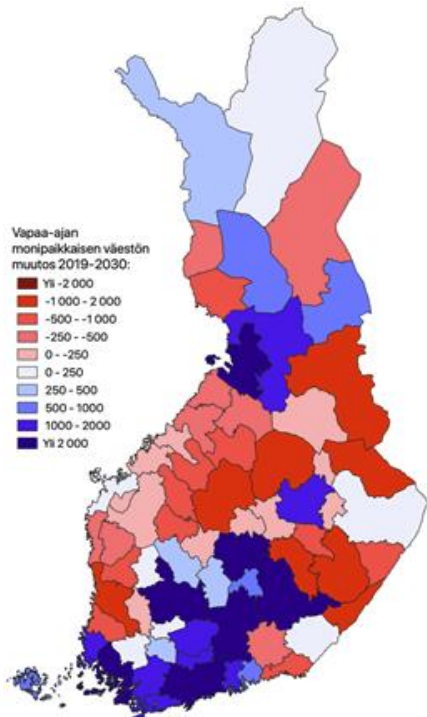 Vapaa-ajan
monipaikkaisen väestön
muutos 2019-2030:
Yli -2 000
-1 000 - 2 000
-500 - -1 000
-250 - -500
0 - -250
0 - 250
250 - 500
500 - 1000
1000 - 2000
Yli 2 000